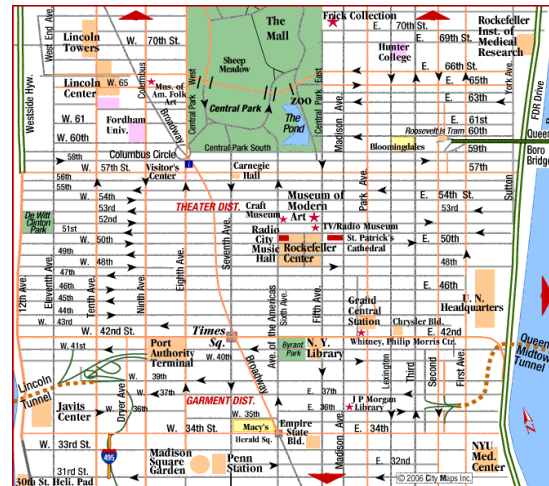 West End Ave.
Lincoln
Towers
W. 70th St.
The
Mall
Frick Collection
E. 70th St.
E. 69th St.
Rockefeller
Inst. of
Medical
Research
Hunter
College
Sheep
Meadow
E. 66th St.
E. 65th
Lincoln
Center
W. 65
Columbus
Mus. of
Am. Folk
Art
Central Park West
Central Park
ZOO
The
Pond
Central Park East
Madison Ave.
E. 63th
York Ave.
FDR Drive
Westside Hyw.
W. 61
W. 60th
Fordham
Univ.
Broadway
E. 61st
Roosevelt Is Tram
60th
Bloomingdales
59th
Queen
Boro
Bridge
Columbus Circle
Central Park South
58th
W. 57th St.
Visitor's
Center
Carnegie
Hall
57th
56th
55th
W. 54th
53rd
52nd
51st
W. 50th
49th
W. 48th
47th
46th
45th
44th
W. 43rd
W. 42nd St.
De Witt
Clinton
Park
THEATER DIST.
Craft
Museum
Museum of
Modern
Art
TV/Radio Museum
Radio
City
Music
Hall
Rockefeller
Center
St. Patrick's
Cathedral
Park Ave.
E. 54th St.
53rd
Sutton
E. 50th
48th
E. 46th
U. N.
Headquarters
12th Ave.
Eleventh Ave.
Tenth Ave.
Ninth Ave.
Eighth Ave.
Seventh Ave.
Ave. of the Americas
Sixth Ave.
Fifth Ave.
Grand
Central
Station
Chrysler Bld.
E. 42nd
Whitney, Philip Morris Ctr.
Times
Sq.
W. 41st
Port
Authority
Terminal
W. 40th
Byrant
Park
N. Y.
Library
Queen
Midtown
Tunnel
Lincoln
Tunnel
W. 39th
Broadway
W. 37th
E. 37th
W. 36th
E. 36th
Dryer Ave.
GARMENT DIST.
J P Morgan
Library
Lexington
Third
Second
First Ave.
Javits
Center
W. 35th
Macy's
Herald Sq.
W. 34th St.
Empire
State
Bld.
E. 34th
W. 33rd St.
31rd St.
30th St. Heli. Pad
495
Madison
Square
Garden
Penn
Station
Madison Ave.
E. 32nd
NYU
Med.
Center
© 2006 City Maps Inc.
N